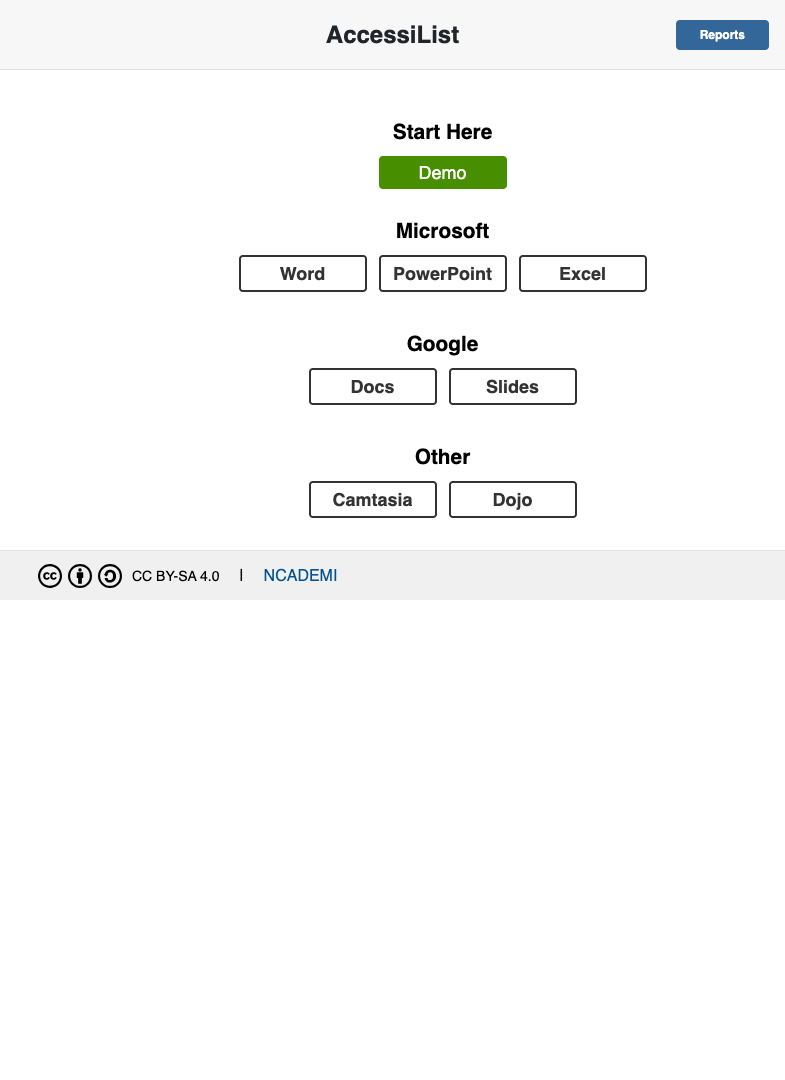 AccessiList
Reports
Start Here
Demo
Microsoft
Word PowerPoint Excel
Google
Docs Slides
Other
Camtasia Dojo
cc CC BY-SA 4.0 | NCADEMI